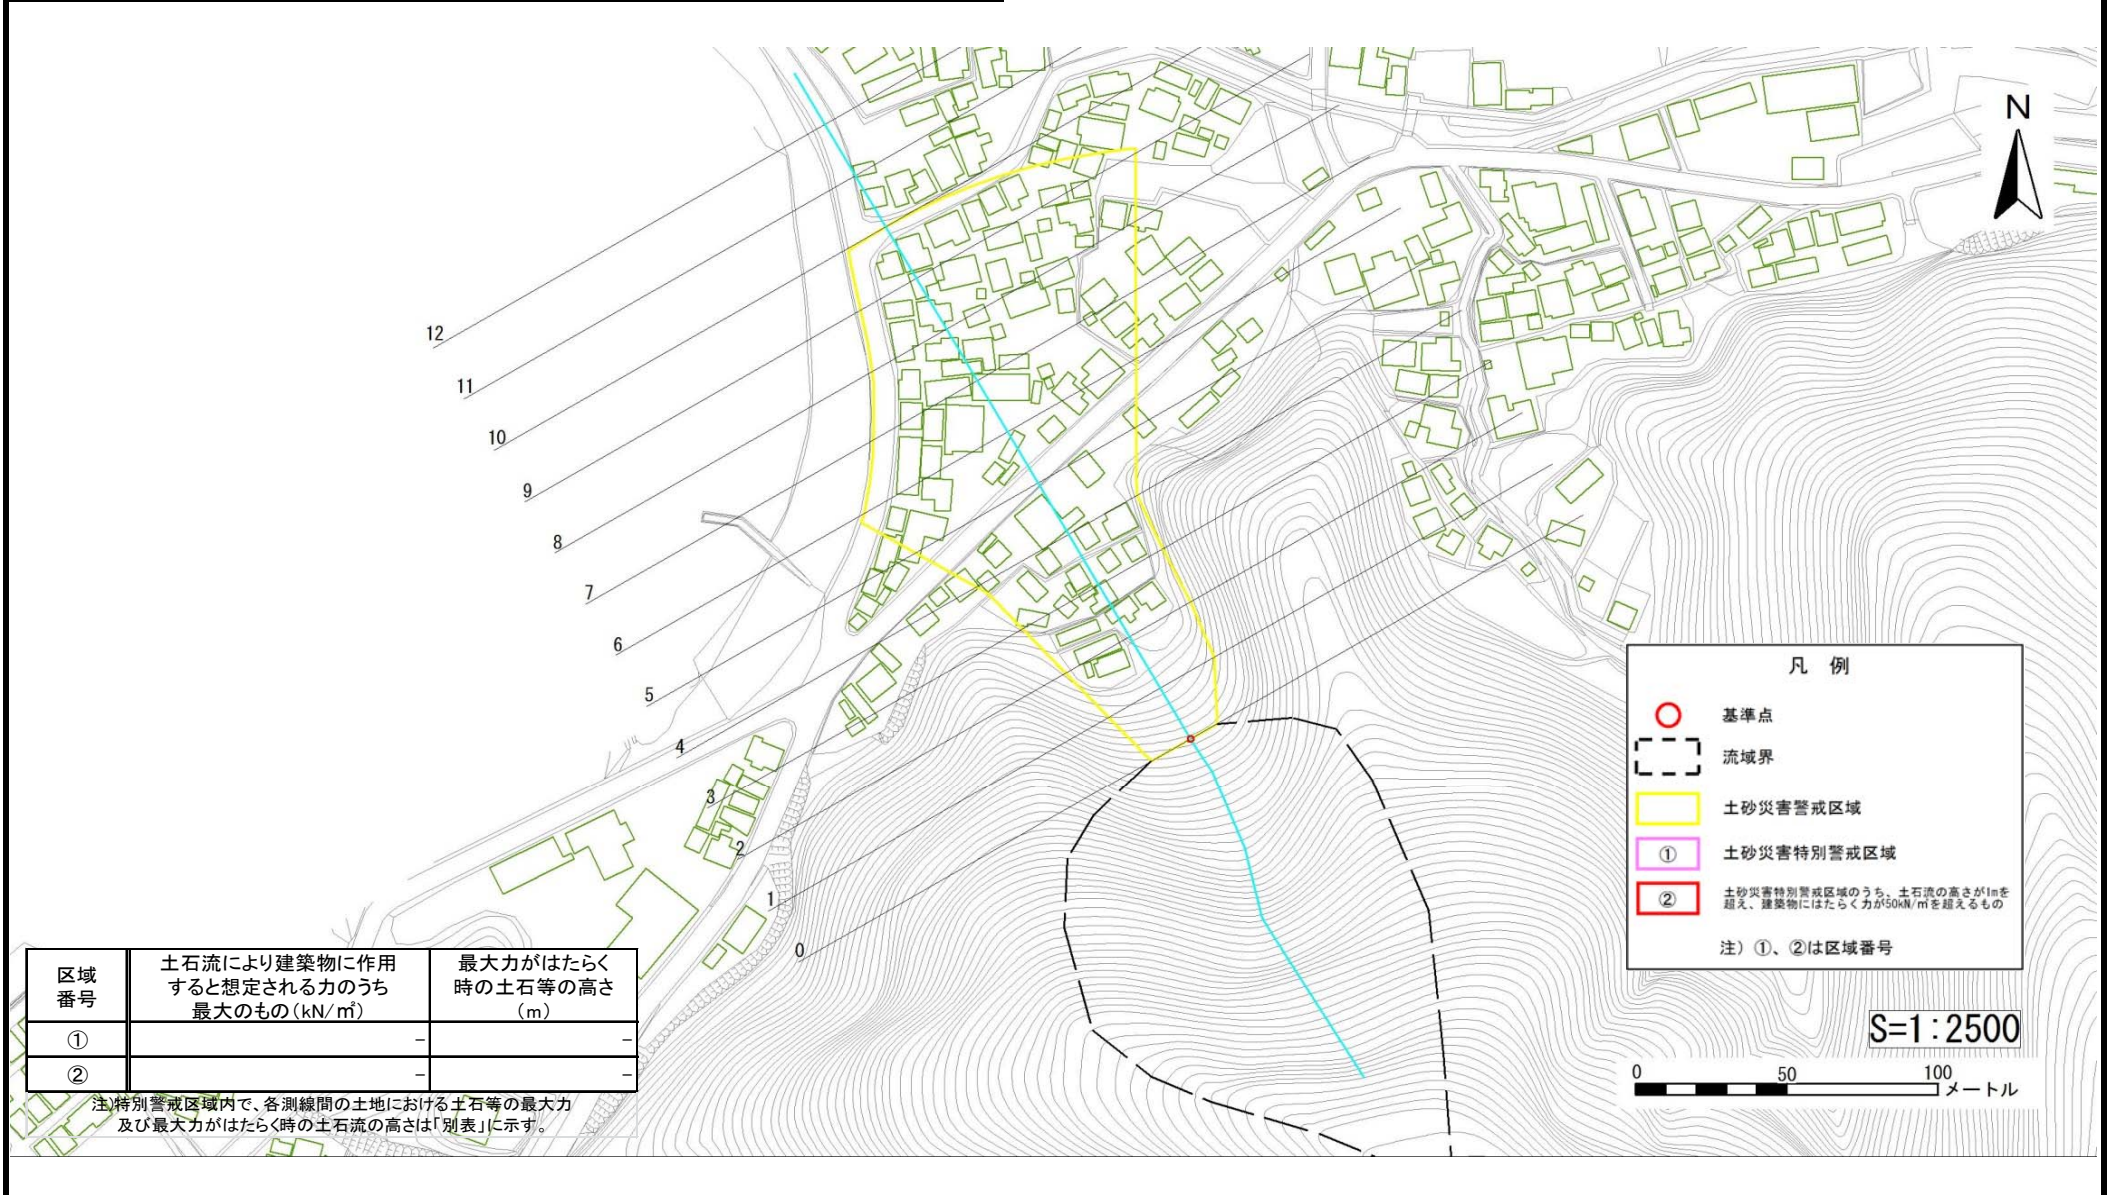 N
12
11
10
9
8
7
6
5
4
3
2
1
0
凡 例
基準点
流域界
土砂災害警戒区域
① 土砂災害特別警戒区域
② 土砂災害特別警戒区域のうち、土石流の高さが1mを
超え、建築物にはたらく力が50kN/㎡を超えるもの
注）①、②は区域番号
S=1:2500
0 50 100
メートル
区域
番号
土石流により建築物に作用
すると想定される力のうち
最大のもの（kN/㎡）
最大力がはたらく
時の土石等の高さ
（m）
① - -
② - -
注）特別警戒区域内で、各測線間の土地における土石等の最大力
及び最大力がはたらく時の土石流の高さは「別表」に示す。